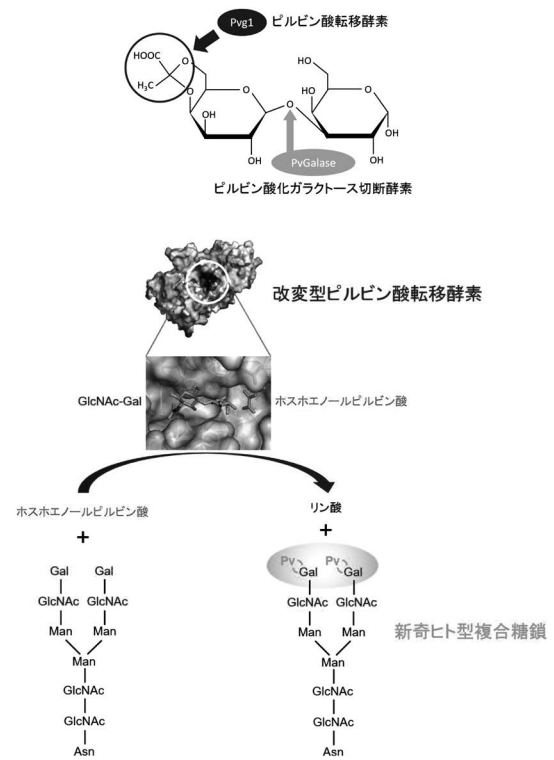 Pvg1 ピルビン酸転移酵素
HOOC
O
H₃C
O
O
OH
OH
O
HO
OH
O
OH
OH
PvGalase
ピルビン酸化ガラクトース切断酵素
改変型ピルビン酸転移酵素
GlcNAc-Gal
ホスホエノールピルビン酸
ホスホエノールピルビン酸
+
Gal Gal
GlcNAc GlcNAc
Man Man
Man
GlcNAc
GlcNAc
Asn
リン酸
+
Pv Pv
Gal Gal
GlcNAc GlcNAc
Man Man
Man
GlcNAc
GlcNAc
Asn
新奇ヒト型複合糖鎖